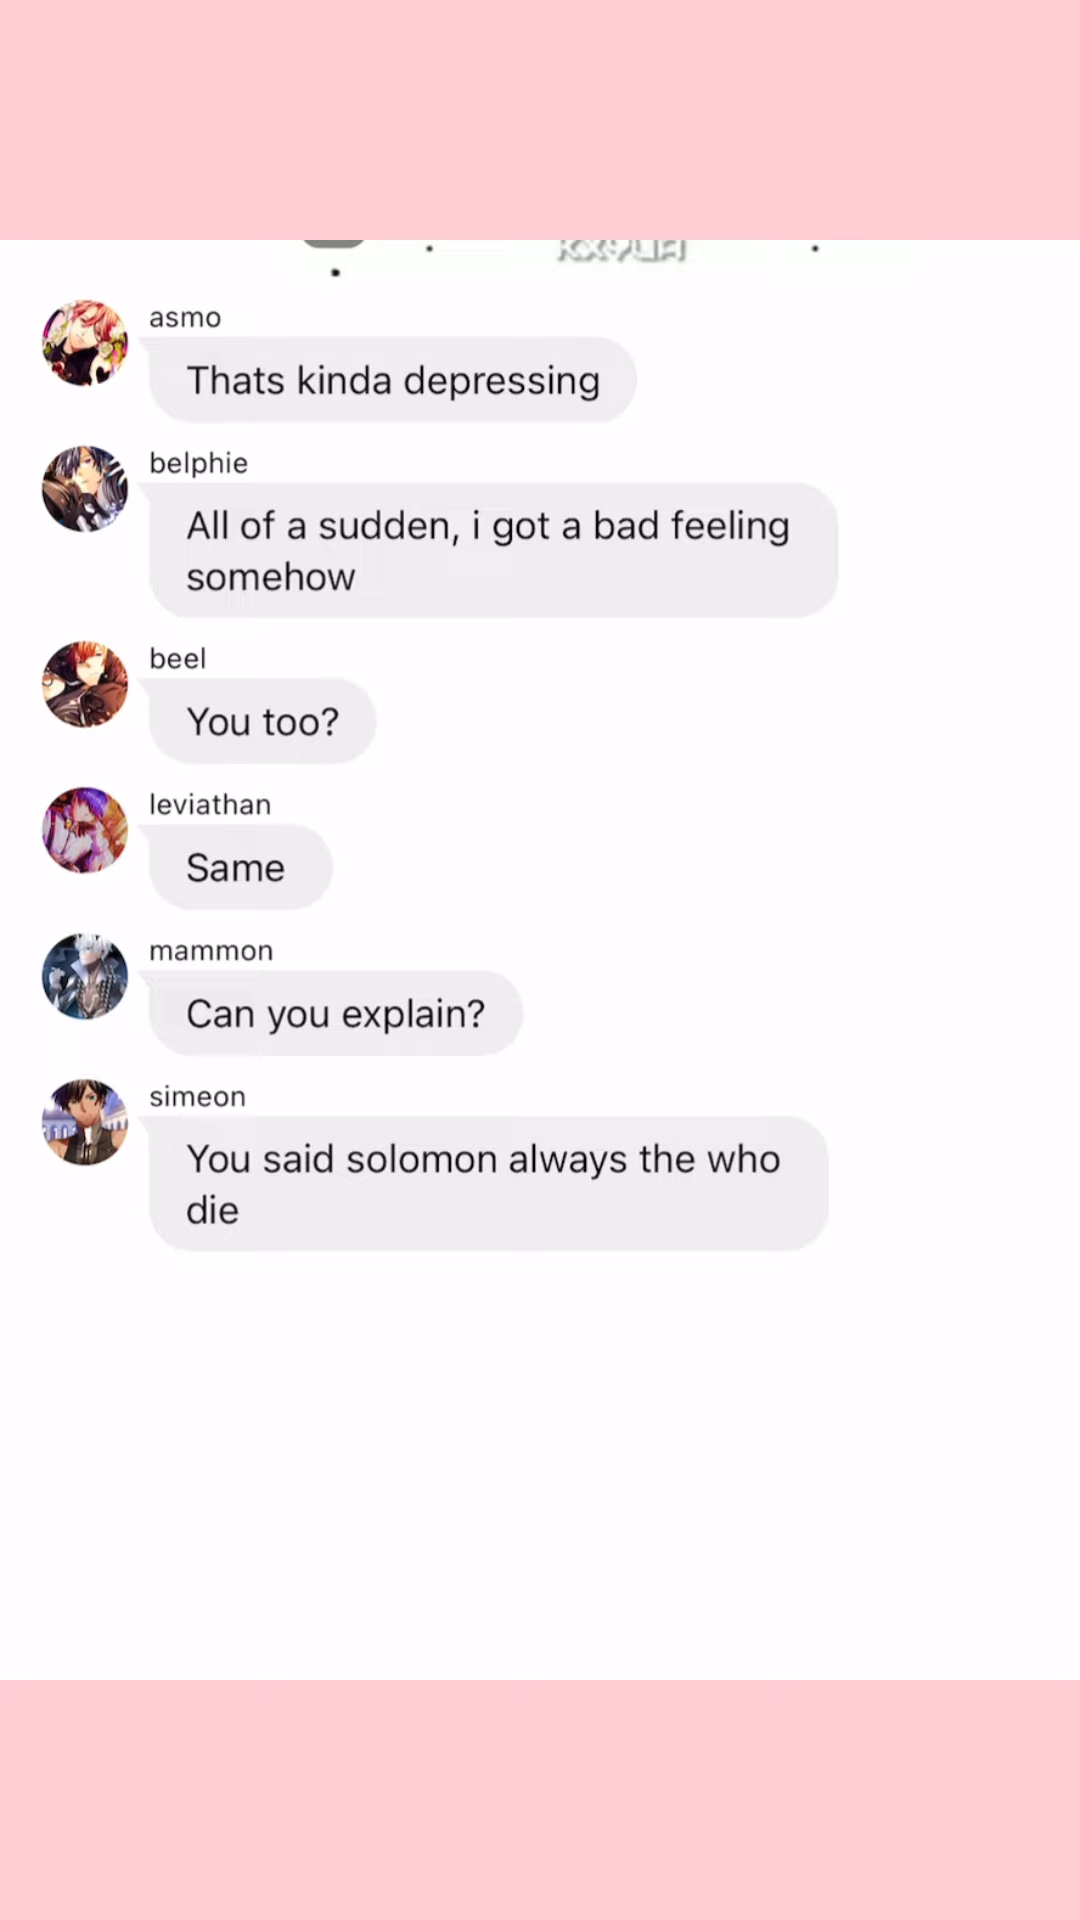 asmo
Thats kinda depressing
belphie
All of a sudden, i got a bad feeling
somehow
beel
You too?
leviathan
Same
mammon
Can you explain?
simeon
You said solomon always the who
die